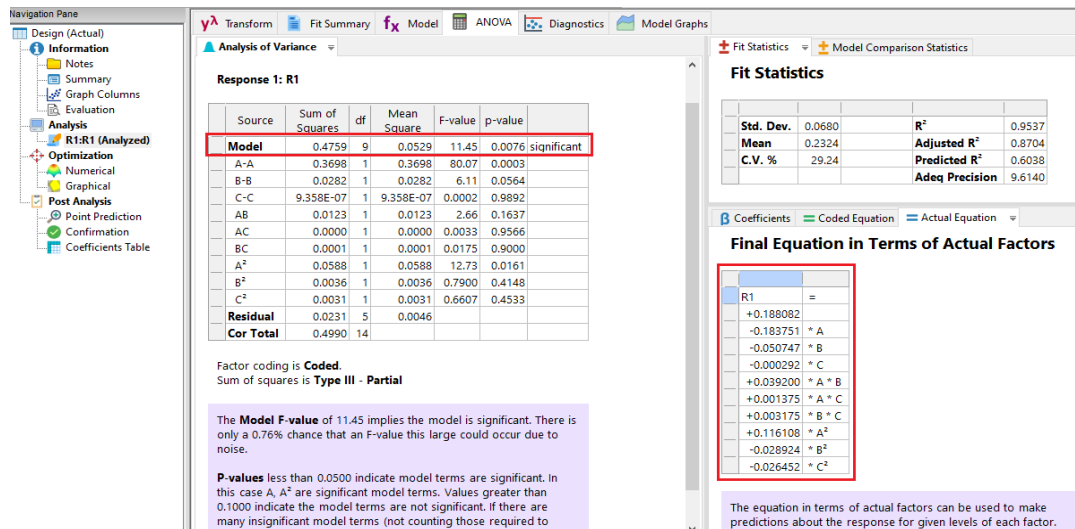 Navigation Pane
Design (Actual)
Information
Notes
Summary
Graph Columns
Evaluation
Analysis
R1:R1 (Analyzed)
Optimization
Numerical
Graphical
Post Analysis
Point Prediction
Confirmation
Coefficients Table
yλ Transform Fit Summary fx Model ANOVA Diagnostics Model Graphs
Analysis of Variance
Response 1: R1
Source Sum of Squares df Mean Square F-value p-value
Model 0.4759 9 0.0529 11.45 0.0076 significant
A-A 0.3698 1 0.3698 80.07 0.0003
B-B 0.0282 1 0.0282 6.11 0.0564
C-C 9.358E-07 1 9.358E-07 0.0002 0.9892
AB 0.0123 1 0.0123 2.66 0.1637
AC 0.0000 1 0.0000 0.0033 0.9566
BC 0.0001 1 0.0001 0.0175 0.9000
A² 0.0588 1 0.0588 12.73 0.0161
B² 0.0036 1 0.0036 0.7900 0.4148
C² 0.0031 1 0.0031 0.6607 0.4533
Residual 0.0231 5 0.0046
Cor Total 0.4990 14
Factor coding is Coded.
Sum of squares is Type III - Partial
The Model F-value of 11.45 implies the model is significant. There is
only a 0.76% chance that an F-value this large could occur due to
noise.
P-values less than 0.0500 indicate model terms are significant. In
this case A, A² are significant model terms. Values greater than
0.1000 indicate the model terms are not significant. If there are
many insignificant model terms (not counting those required to
Fit Statistics Model Comparison Statistics
Fit Statistics
Std. Dev. 0.0680 R² 0.9537
Mean 0.2324 Adjusted R² 0.8704
C.V. % 29.24 Predicted R² 0.6038
Adeq Precision 9.6140
β Coefficients Coded Equation Actual Equation
Final Equation in Terms of Actual Factors
R1 =
+0.188082
-0.183751 * A
-0.050747 * B
-0.000292 * C
+0.039200 * A * B
+0.001375 * A * C
+0.003175 * B * C
+0.116108 * A²
-0.028924 * B²
-0.026452 * C²
The equation in terms of actual factors can be used to make
predictions about the response for given levels of each factor.